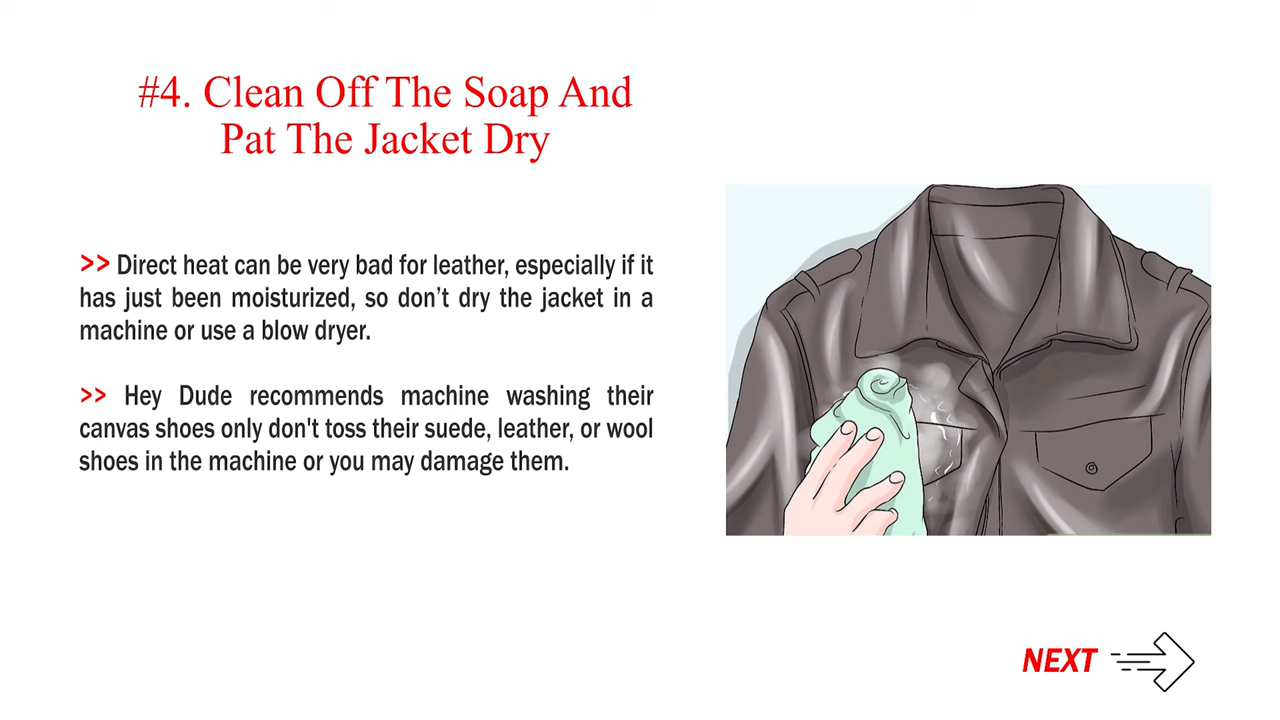 #4. Clean Off The Soap And
Pat The Jacket Dry
>> Direct heat can be very bad for leather, especially if it
has just been moisturized, so don’t dry the jacket in a
machine or use a blow dryer.
>> Hey Dude recommends machine washing their
canvas shoes only don't toss their suede, leather, or wool
shoes in the machine or you may damage them.
NEXT